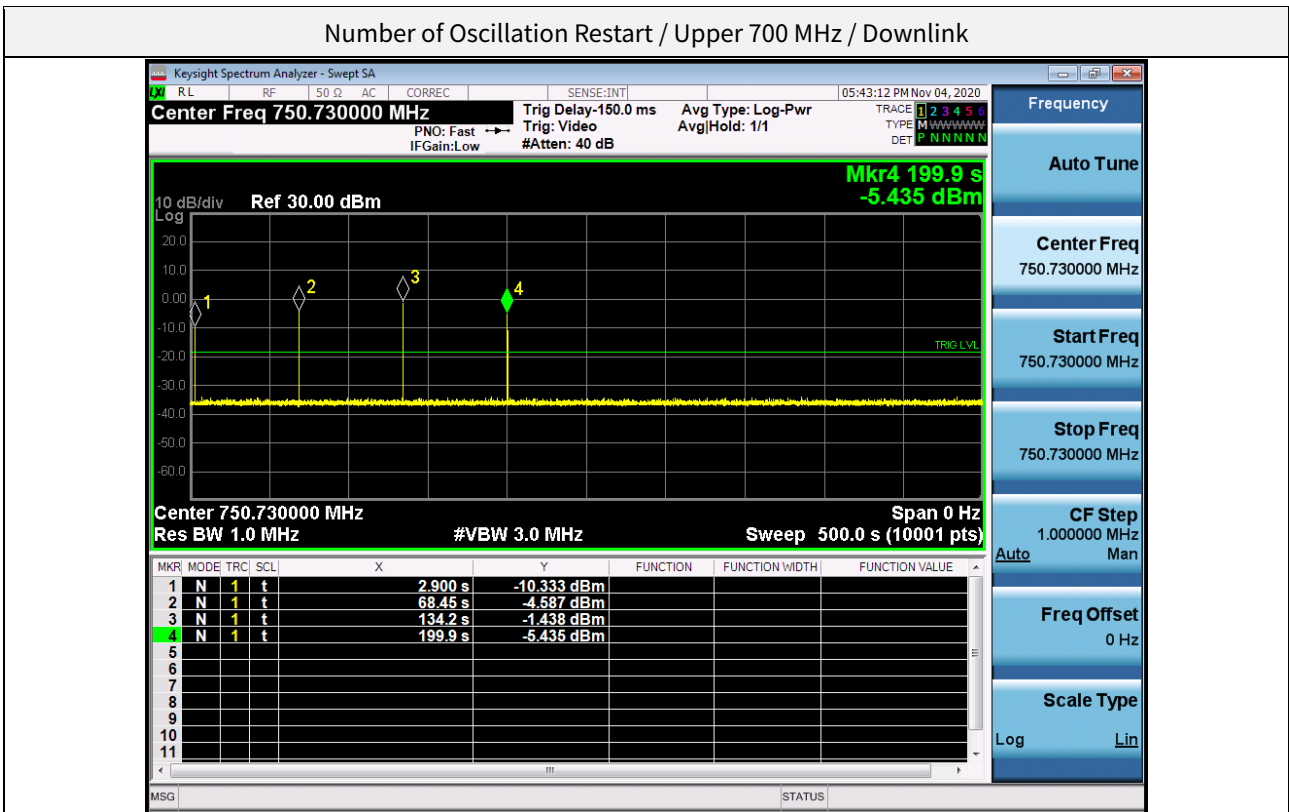 Number of Oscillation Restart / Upper 700 MHz / Downlink
Keysight Spectrum Analyzer - Swept SA
LXI RL RF 50 Ω AC CORREC SENSE:INT 05:43:12 PM Nov 04, 2020
Center Freq 750.730000 MHz
PNO: Fast
IFGain:Low
Trig Delay-150.0 ms
Trig: Video
#Atten: 40 dB
Avg Type: Log-Pwr
Avg|Hold: 1/1
TRACE 1 2 3 4 5 6
TYPE M WWWWW
DET P N N N N N
Mkr4 199.9 s
-5.435 dBm
10 dB/div Ref 30.00 dBm
Log
20.0
10.0
0.00
-10.0
-20.0
-30.0
-40.0
-50.0
-60.0
1
2
3
4
TRIG LVL
Center 750.730000 MHz Span 0 Hz
Res BW 1.0 MHz #VBW 3.0 MHz Sweep 500.0 s (10001 pts)
MKR MODE TRC SCL X Y FUNCTION FUNCTION WIDTH FUNCTION VALUE
1 N 1 t 2.900 s -10.333 dBm
2 N 1 t 68.45 s -4.587 dBm
3 N 1 t 134.2 s -1.438 dBm
4 N 1 t 199.9 s -5.435 dBm
5
6
7
8
9
10
11
MSG STATUS
Frequency
Auto Tune
Center Freq
750.730000 MHz
Start Freq
750.730000 MHz
Stop Freq
750.730000 MHz
CF Step
1.000000 MHz
Auto Man
Freq Offset
0 Hz
Scale Type
Log Lin